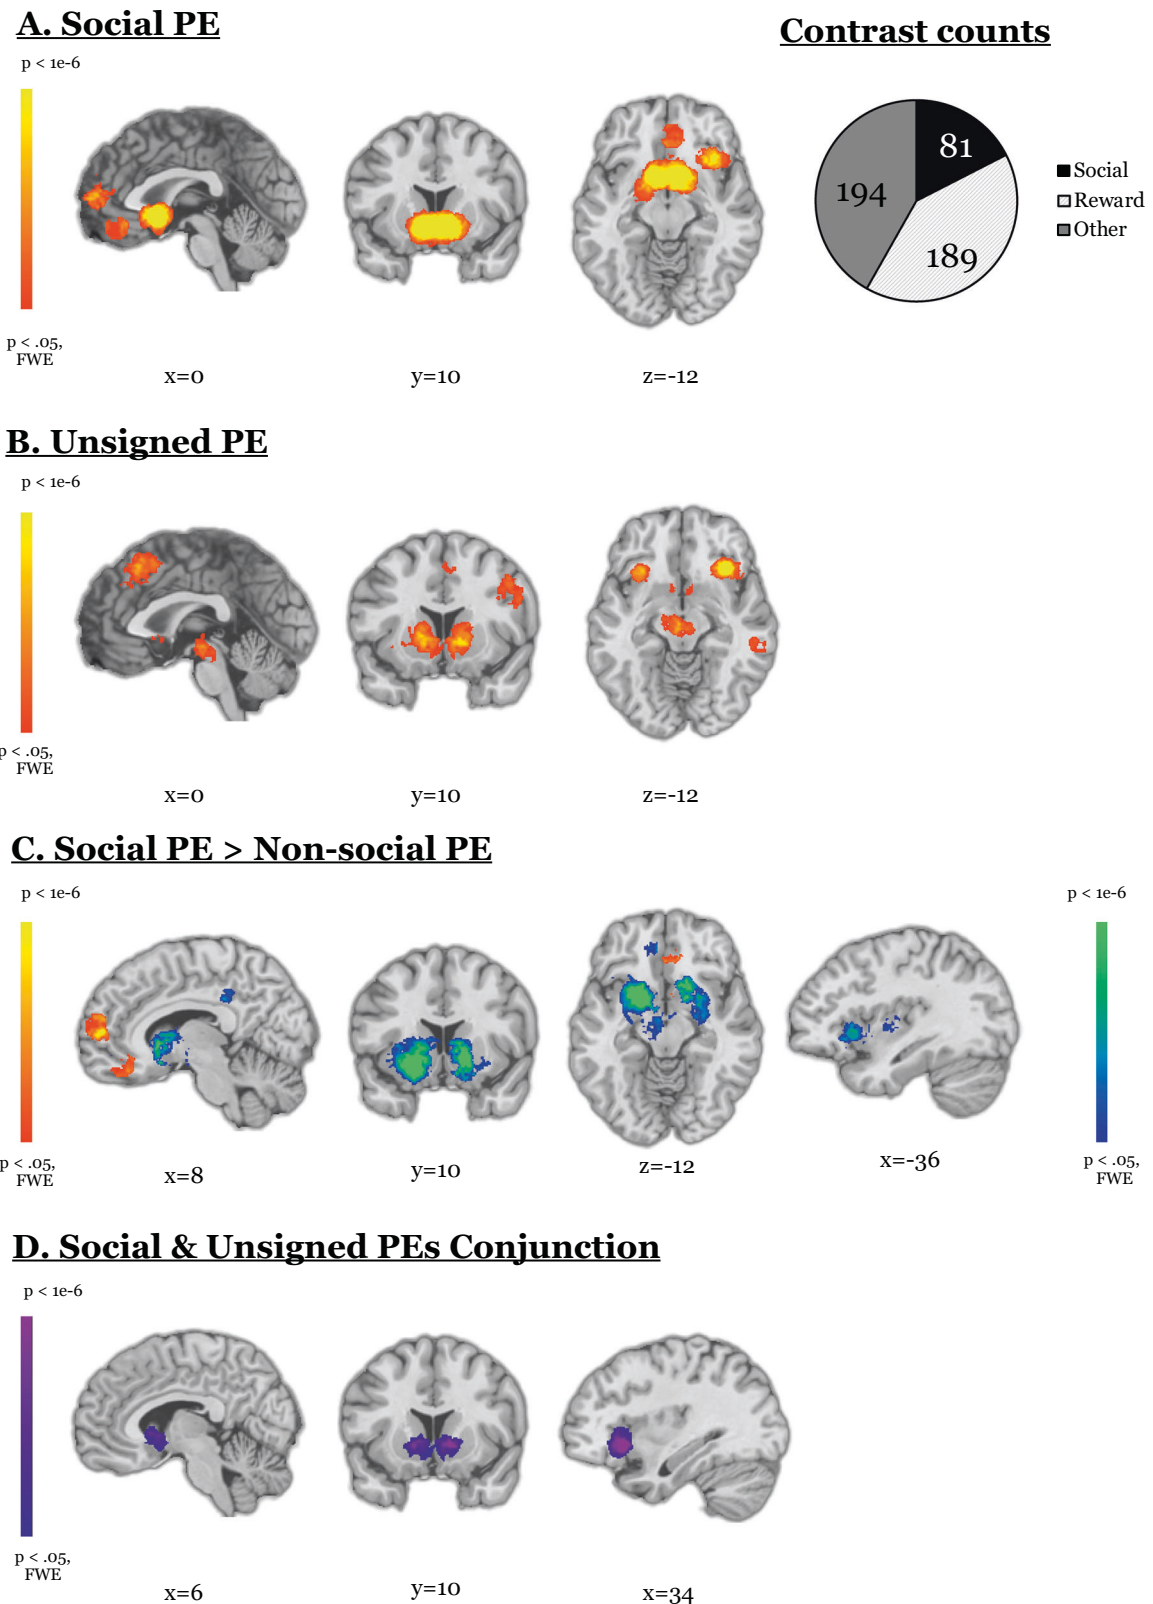 A. Social PE
Contrast counts
p < 1e-6
81
194
189
Social
Reward
Other
p < .05,
FWE
x=0
y=10
z=-12
B. Unsigned PE
p < 1e-6
p < .05,
FWE
x=0
y=10
z=-12
C. Social PE > Non-social PE
p < 1e-6
p < 1e-6
p < .05,
FWE
x=8
y=10
z=-12
x=-36
p < .05,
FWE
D. Social & Unsigned PEs Conjunction
p < 1e-6
p < .05,
FWE
x=6
y=10
x=34